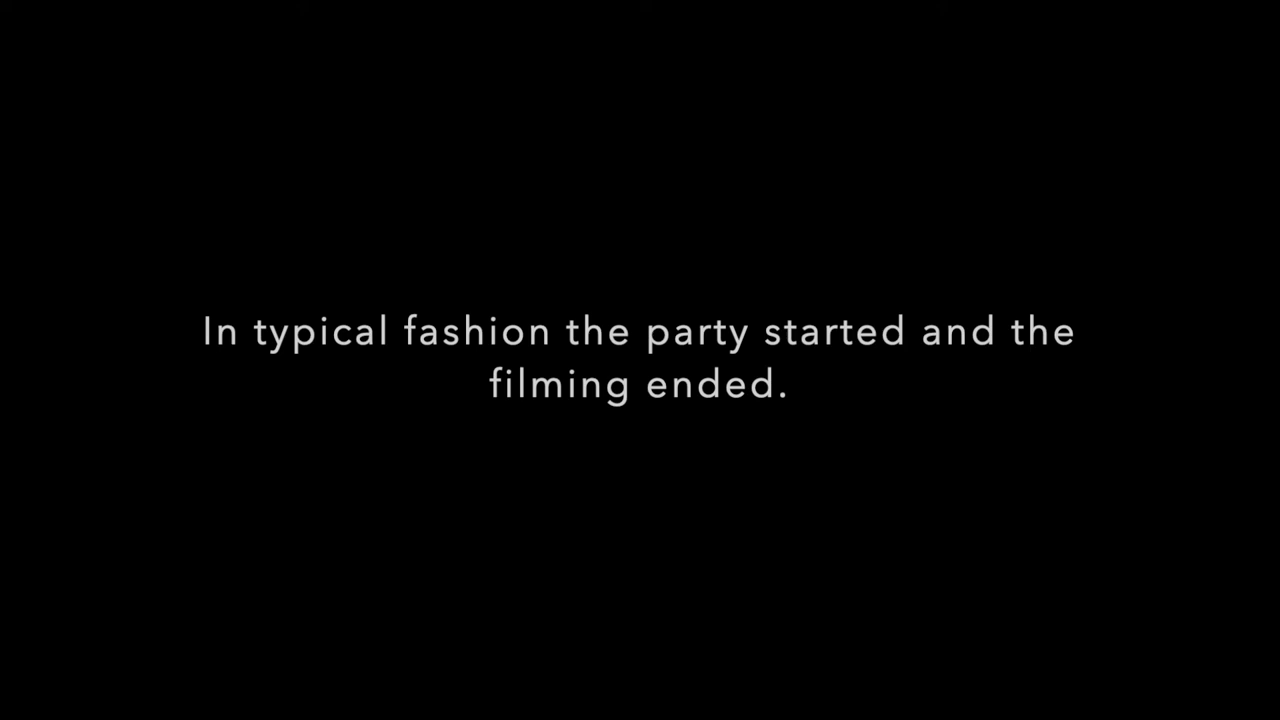 In typical fashion the party started and the
filming ended.